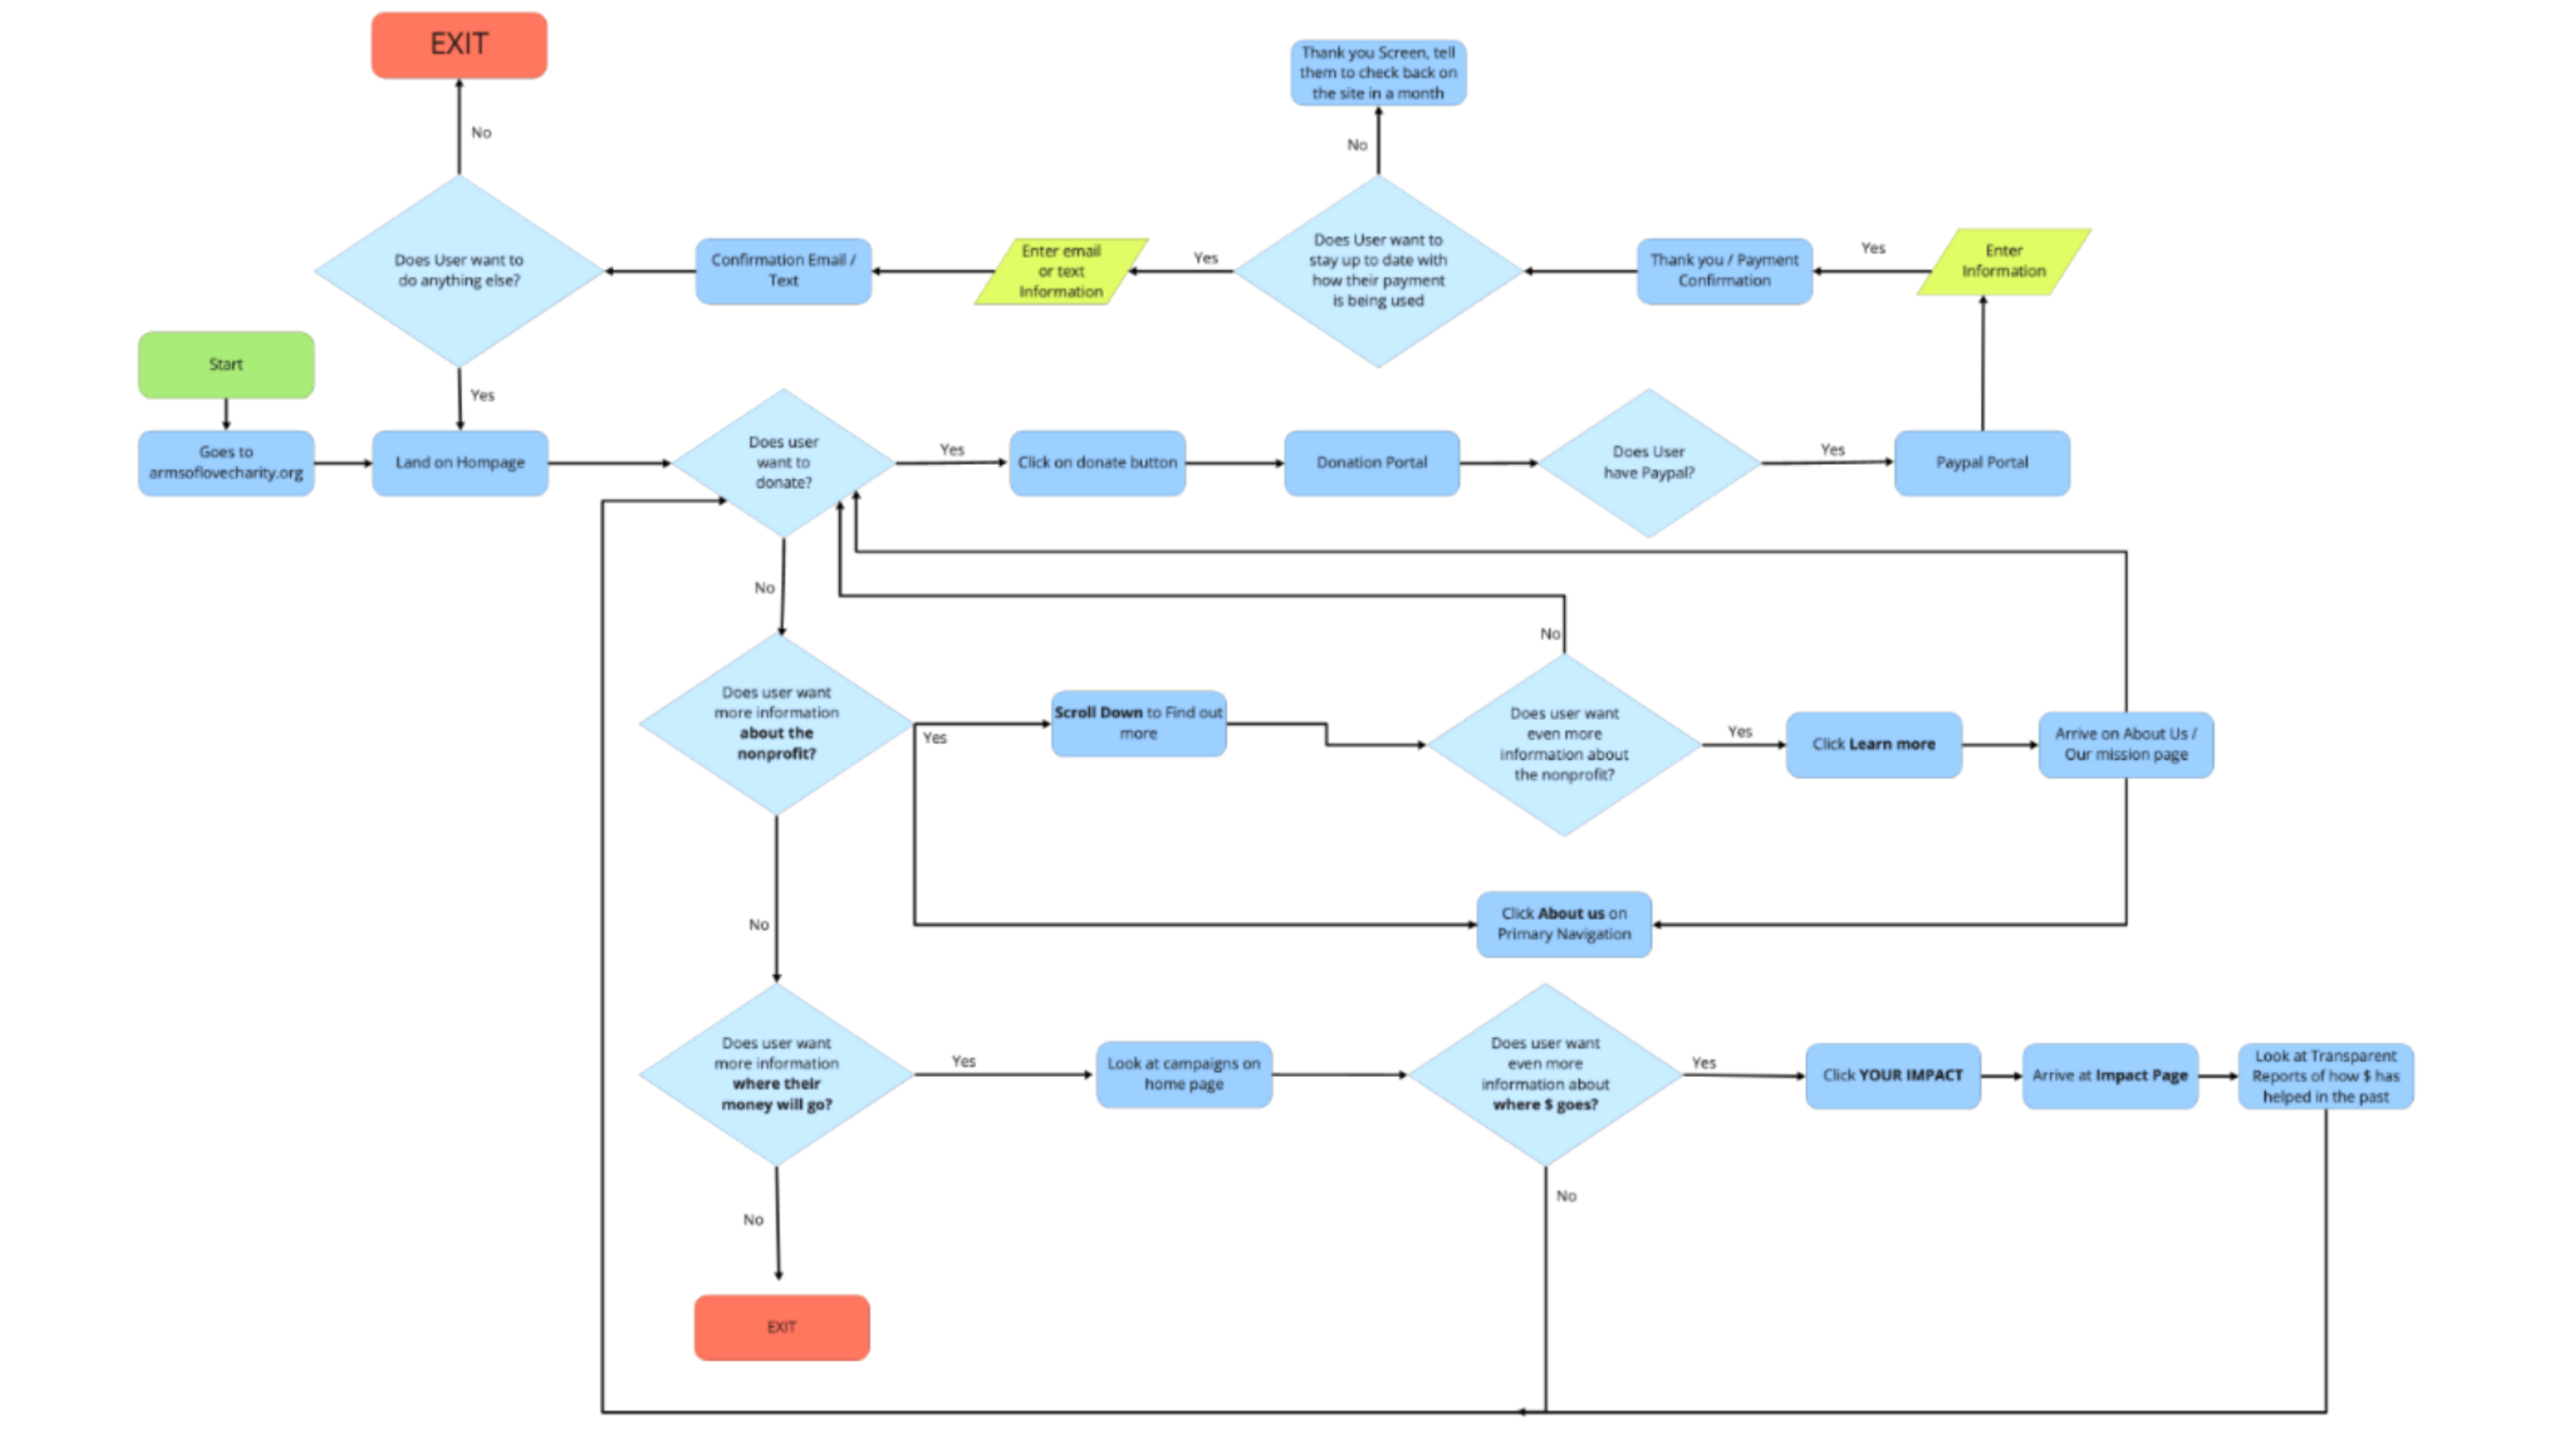 EXIT
No
Does User want to
do anything else?
Yes
Confirmation Email /
Text
Enter email
or text
Information
Yes
Thank you Screen, tell
them to check back on
the site in a month
No
Does User want to
stay up to date with
how their payment
is being used
Thank you / Payment
Confirmation
Yes
Enter
Information
Start
Goes to
armsoflovecharity.org
Land on Hompage
Does user
want to
donate?
Yes
Click on donate button
Donation Portal
Does User
have Paypal?
Yes
Paypal Portal
No
Does user want
more information
about the
nonprofit?
Yes
Scroll Down to Find out
more
No
Does user want
even more
information about
the nonprofit?
Yes
Click Learn more
Arrive on About Us /
Our mission page
No
Click About us on
Primary Navigation
Does user want
more information
where their
money will go?
Yes
Look at campaigns on
home page
Does user want
even more
information about
where $ goes?
Yes
Click YOUR IMPACT
Arrive at Impact Page
Look at Transparent
Reports of how $ has
helped in the past
No
No
EXIT